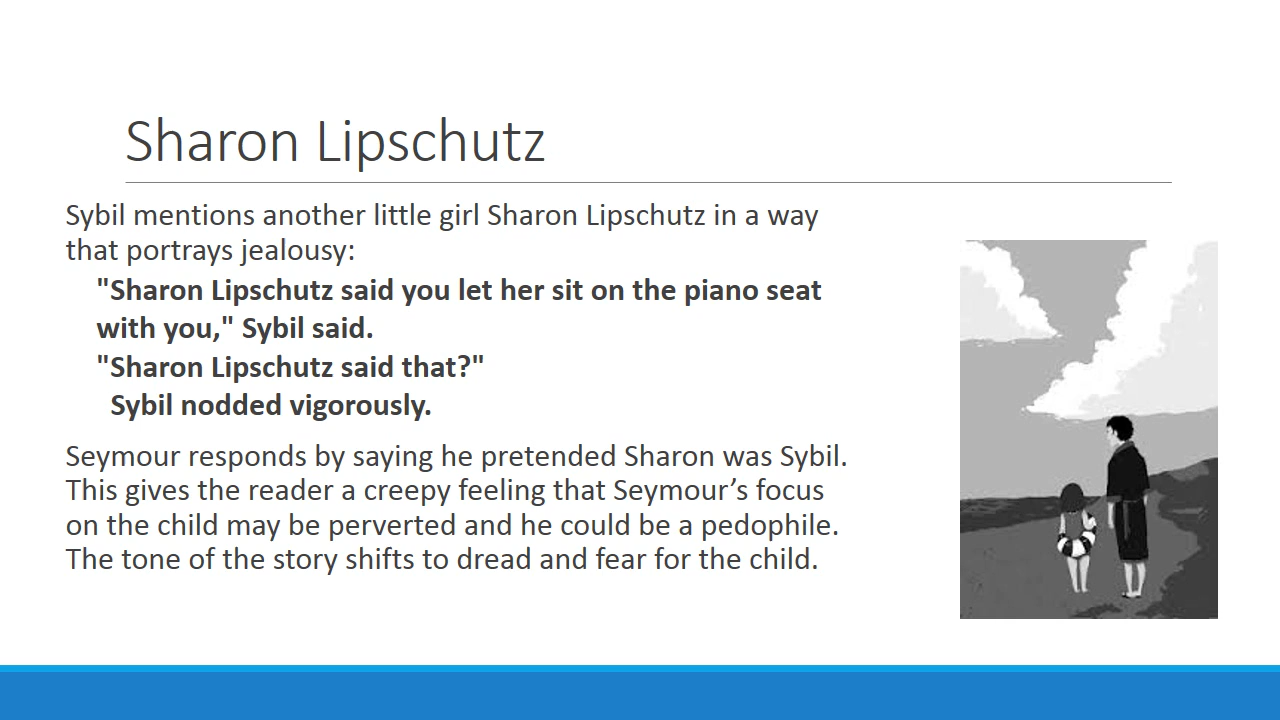 Sharon Lipschutz
Sybil mentions another little girl Sharon Lipschutz in a way
that portrays jealousy:
"Sharon Lipschutz said you let her sit on the piano seat
with you," Sybil said.
"Sharon Lipschutz said that?"
Sybil nodded vigorously.
Seymour responds by saying he pretended Sharon was Sybil.
This gives the reader a creepy feeling that Seymour’s focus
on the child may be perverted and he could be a pedophile.
The tone of the story shifts to dread and fear for the child.